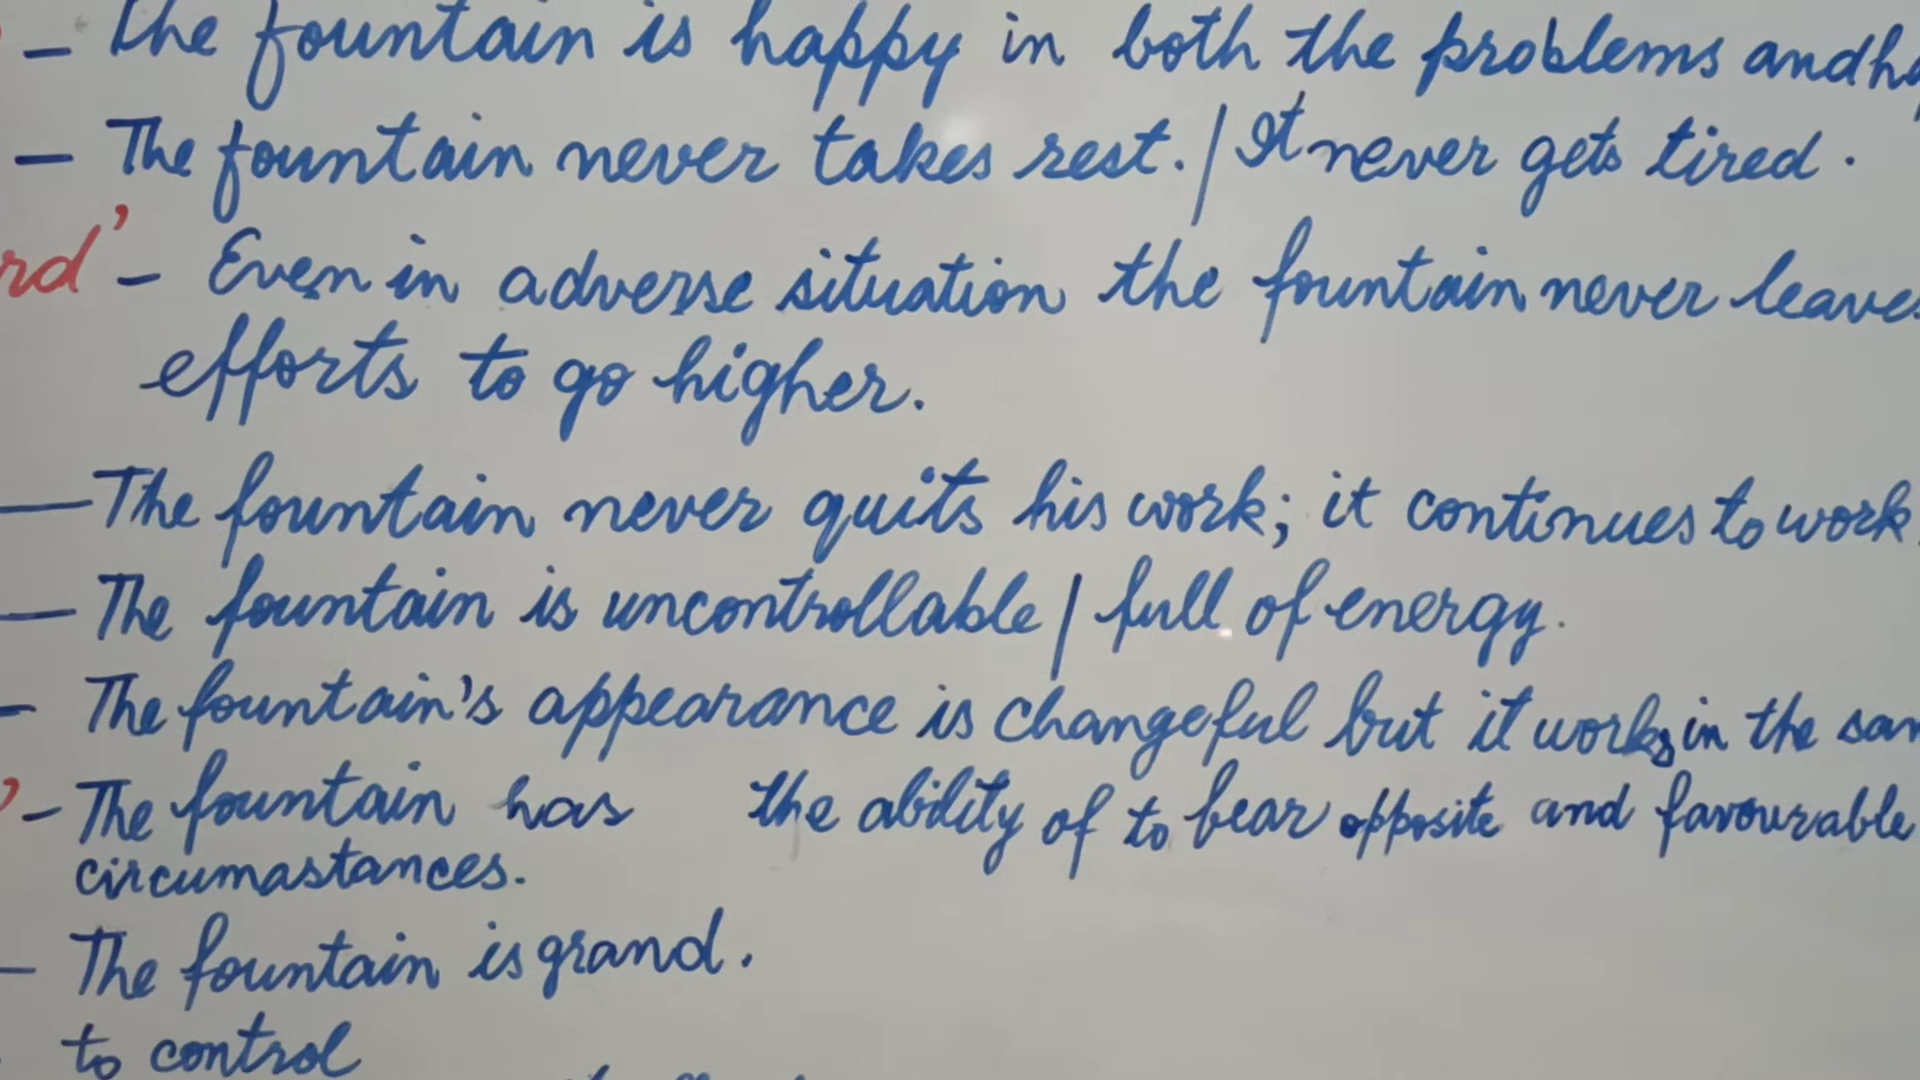 – The fountain is happy in both the problems and
– The fountain never takes rest. / It never gets tired.
rd' – Even in adverse situation the fountain never leaves
efforts to go higher.
— The fountain never quits his work; it continues to work
— The fountain is uncontrollable / full of energy.
– The fountain's appearance is changeful but it works in the
' – The fountain has the ability of to bear opposite and favourable
circumastances.
– The fountain is grand.
to control